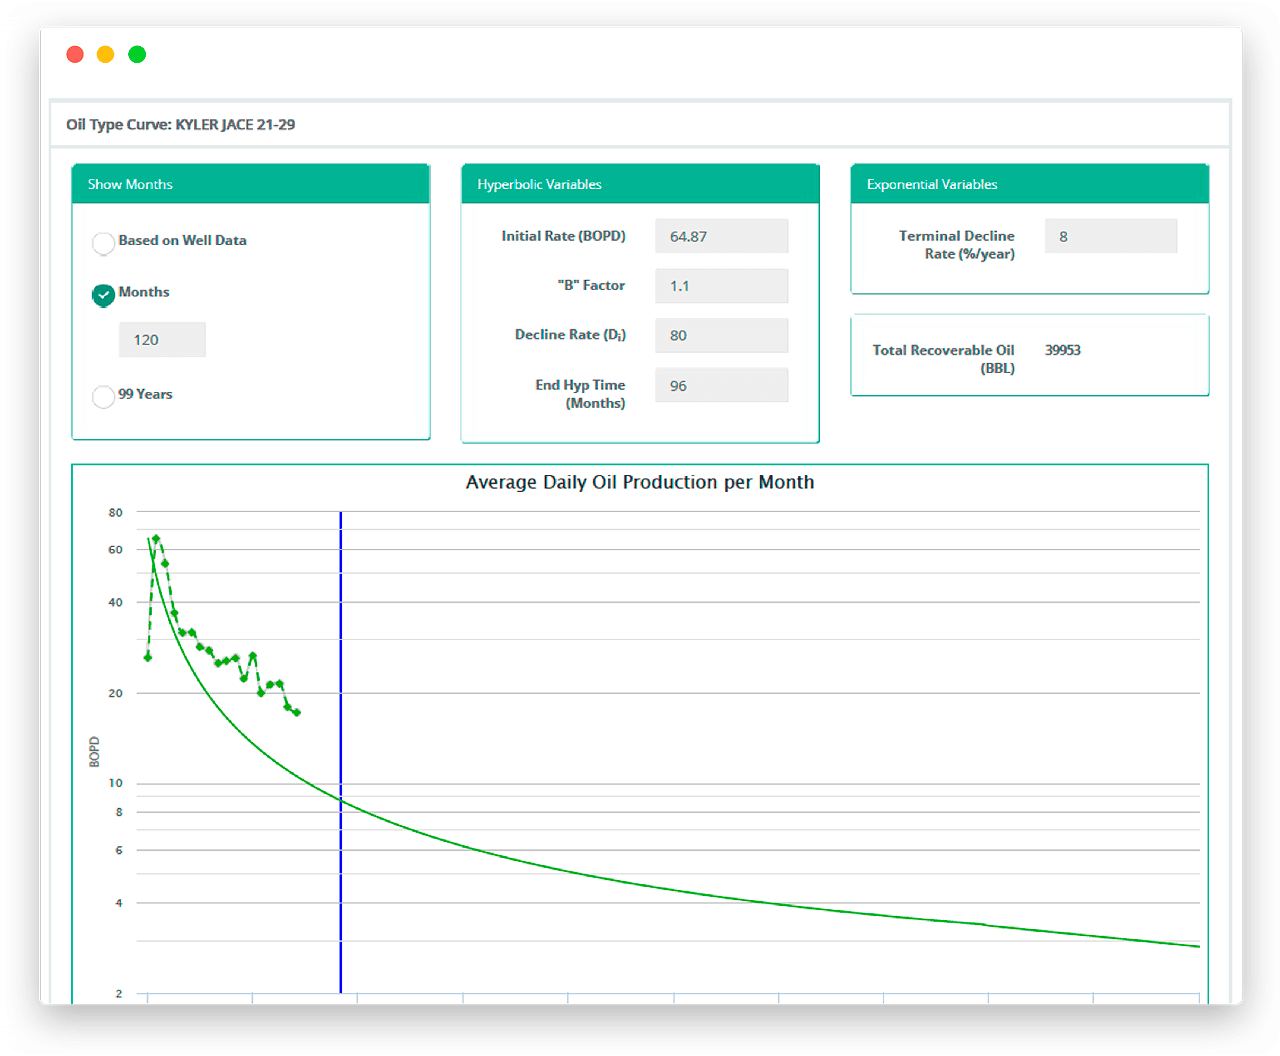 Oil Type Curve: KYLER JACE 21-29
Show Months
Based on Well Data
Months
120
99 Years
Hyperbolic Variables
Initial Rate (BOPD)
64.87
"B" Factor
1.1
Decline Rate (Di)
80
End Hyp Time
(Months)
96
Exponential Variables
Terminal Decline
Rate (%/year)
8
Total Recoverable Oil
(BBL)
39953
Average Daily Oil Production per Month
80
60
40
20
10
8
6
4
2
BOPD